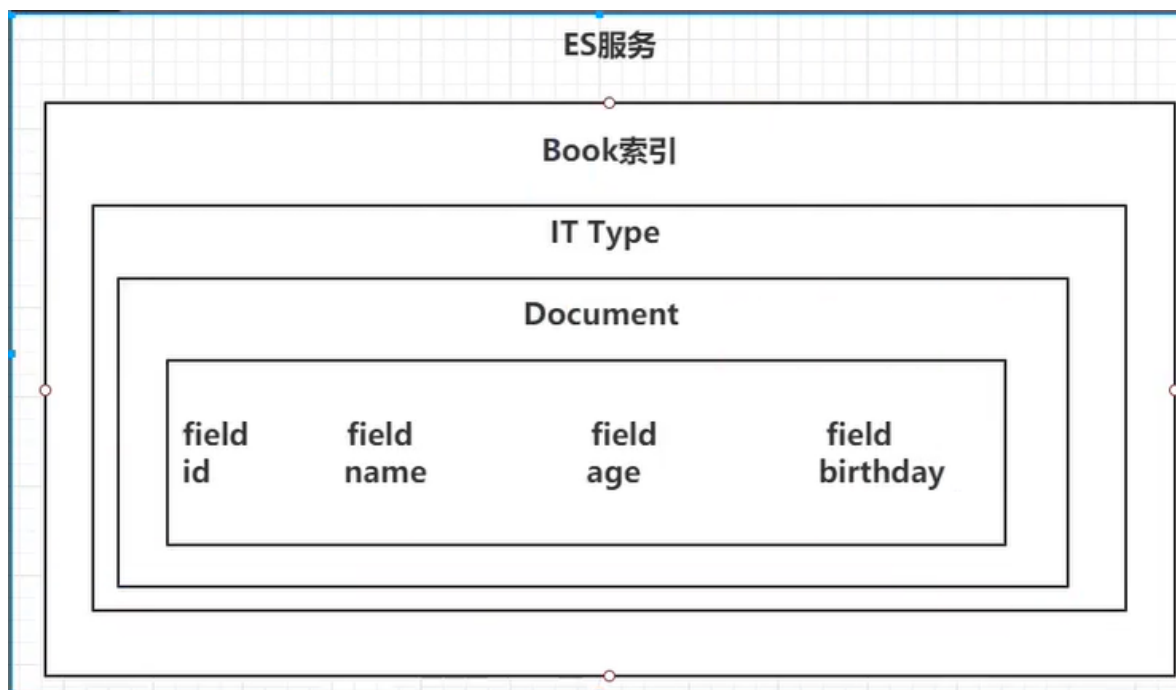 ES服务
Book索引
IT Type
Document
field field field field
id name age birthday